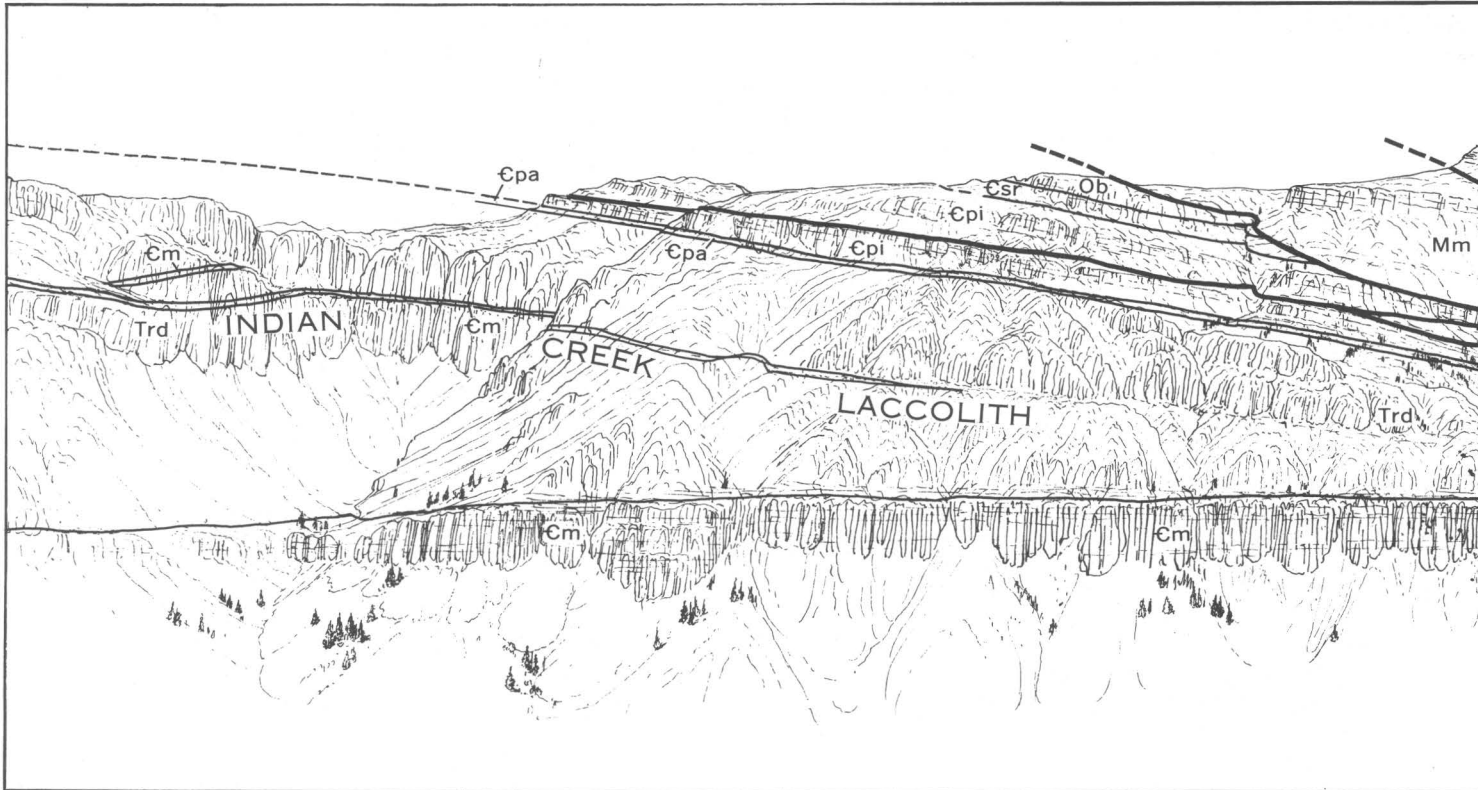 Ꞓpa
Ꞓsr
Ob
Ꞓpi
Ꞓpa
Ꞓpi
Mm
Ꞓm
Trd
INDIAN
Ꞓm
CREEK
LACCOLITH
Trd
Ꞓm
Ꞓm